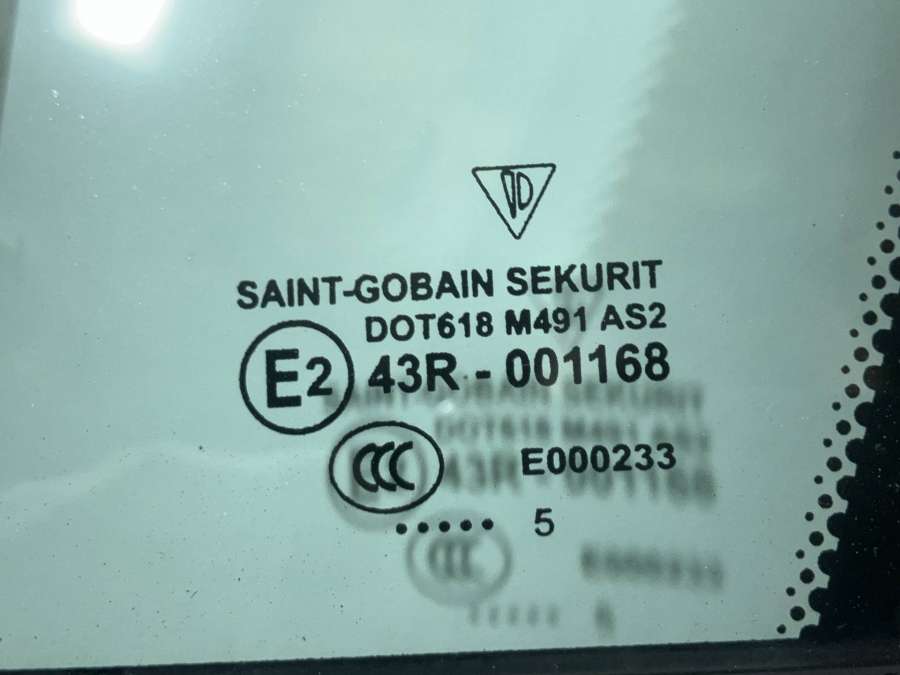 SAINT-GOBAIN SEKURIT
DOT618 M491 AS2
E2 43R - 001168
CCC E000233
..... 5